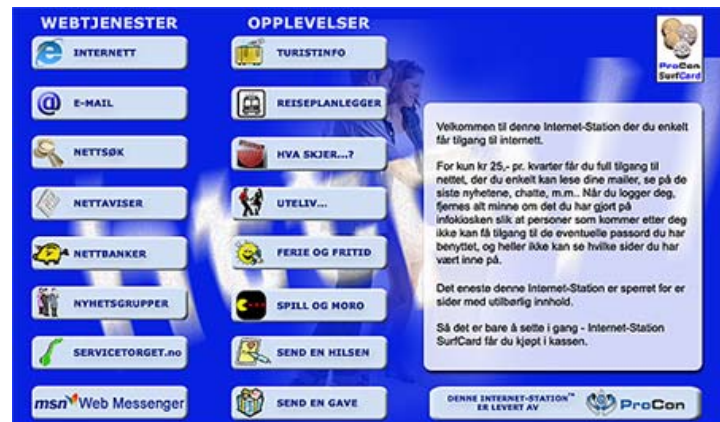 WEBTJENESTER
INTERNETT
E-MAIL
NETTSØK
NETTAVISER
NETTBANKER
NYHETSGRUPPER
SERVICETORGET.no
msn Web Messenger
OPPLEVELSER
TURISTINFO
REISEPLANLEGGER
HVA SKJER...?
UTELIV...
FERIE OG FRITID
SPILL OG MORO
SEND EN HILSEN
SEND EN GAVE
ProCon
SurfCard
Velkommen til denne Internet-Station der du enkelt
får tilgang til internett.
For kun kr 25,- pr. kvarter får du full tilgang til
nettet, der du enkelt kan lese dine mailer, se på de
siste nyhetene, chatte, m.m.. Når du logger deg,
fjernes alt minne om det du har gjort på
infokiosken slik at personer som kommer etter deg
ikke kan få tilgang til de eventuelle passord du har
benyttet, og heller ikke kan se hvilke sider du har
vært inne på.
Det eneste denne Internet-Station er sperret for er
sider med utilbørlig innhold.
Så det er bare å sette i gang - Internet-Station
SurfCard får du kjøpt i kassen.
DENNE INTERNET-STATION™
ER LEVERT AV
ProCon